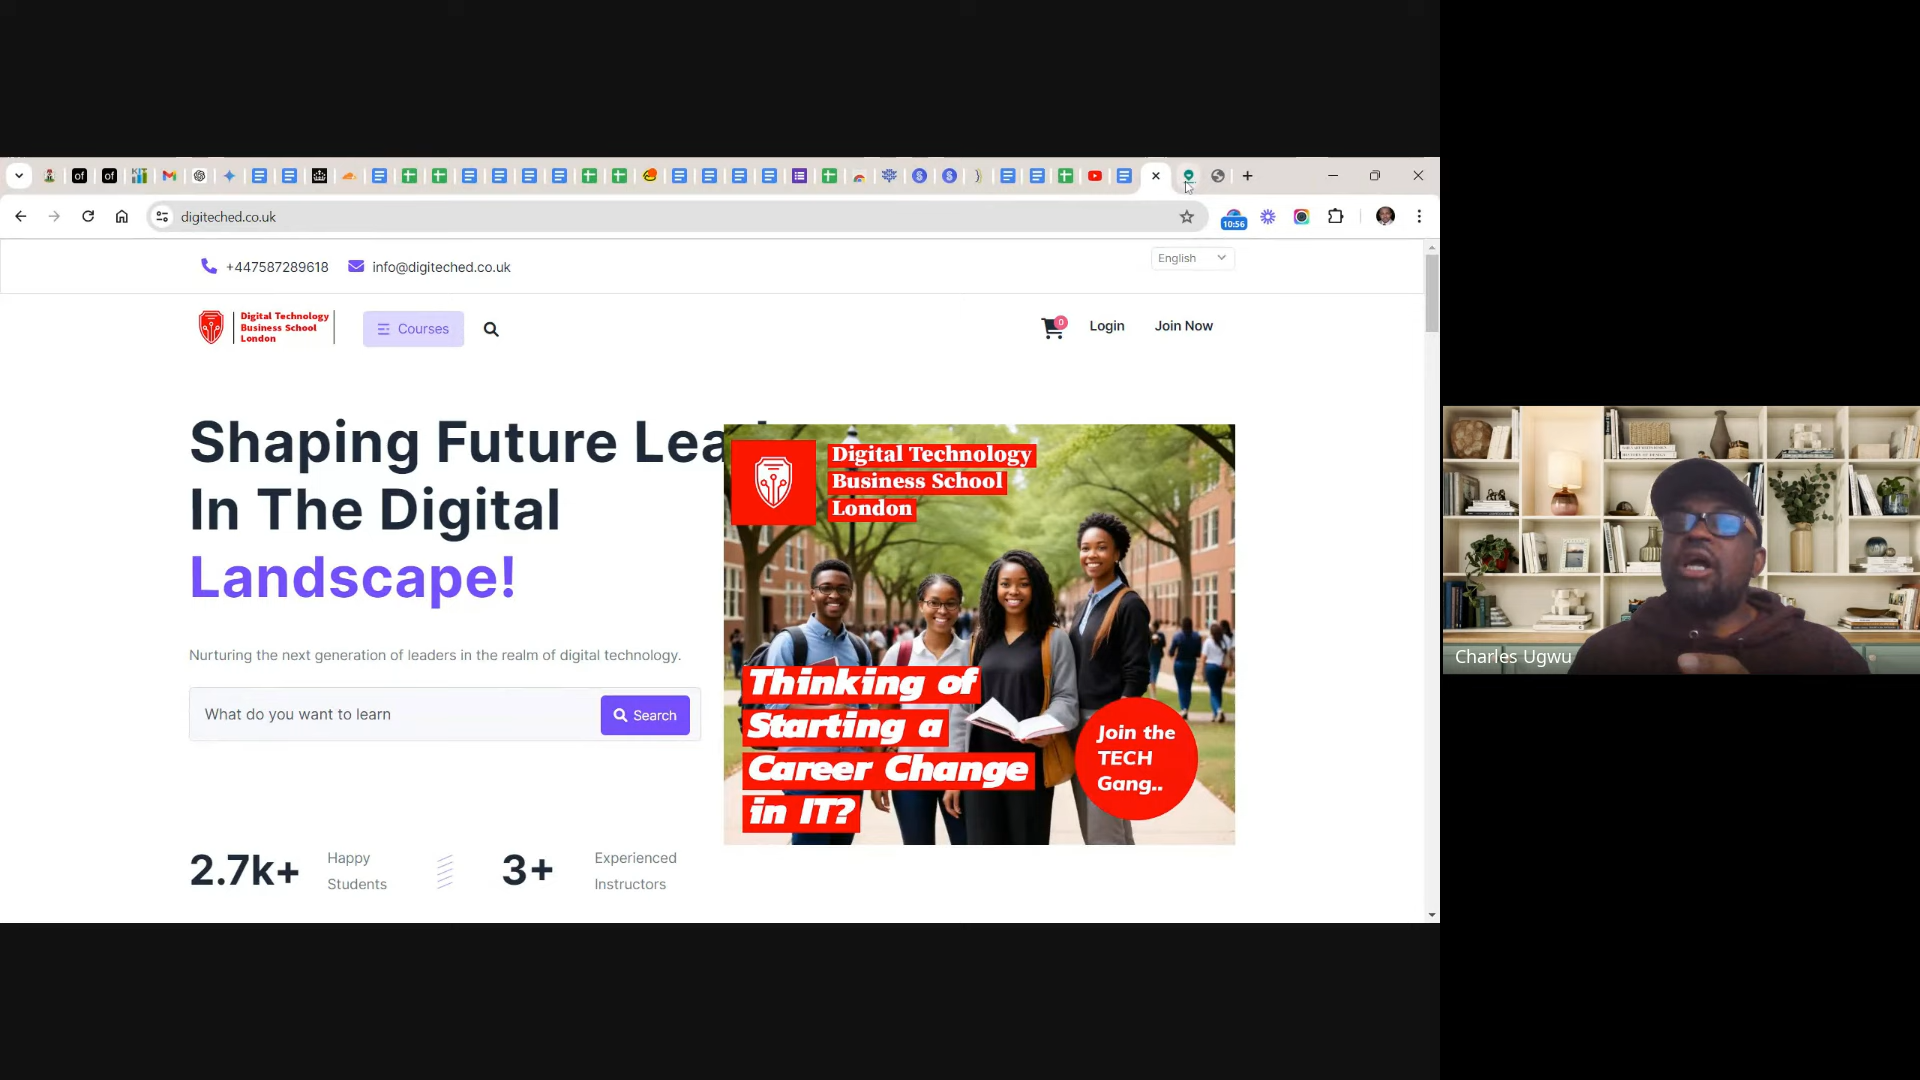 digiteched.co.uk
10:56
+447587289618
info@digiteched.co.uk
English
Digital Technology
Business School
London
Courses
0
Login
Join Now
Shaping Future Lea
In The Digital
Landscape!
Nurturing the next generation of leaders in the realm of digital technology.
What do you want to learn
Search
2.7k+
Happy
Students
3+
Experienced
Instructors
Digital Technology
Business School
London
Thinking of
Starting a
Career Change
in IT?
Join the
TECH
Gang..
Charles Ugwu